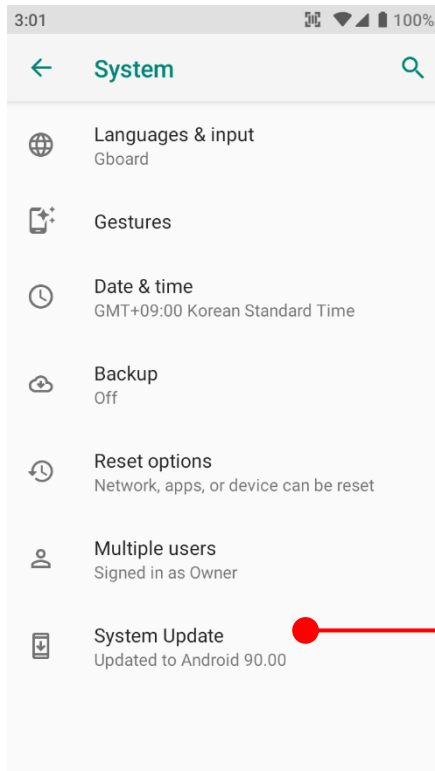 3:01 100%
System
Languages & input
Gboard
Gestures
Date & time
GMT+09:00 Korean Standard Time
Backup
Off
Reset options
Network, apps, or device can be reset
Multiple users
Signed in as Owner
System Update
Updated to Android 90.00